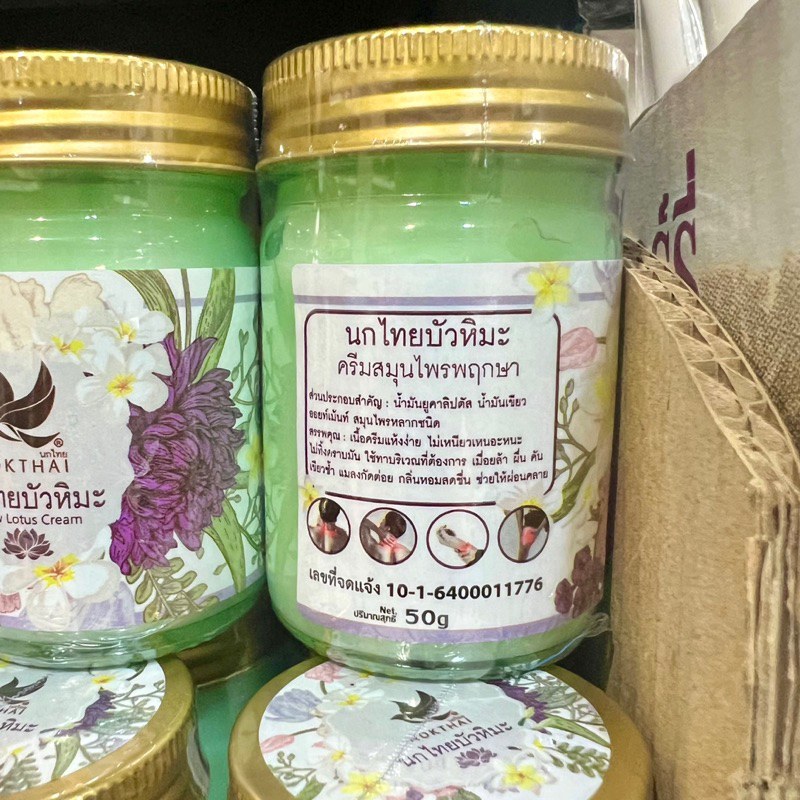 นกไทยบัวหิมะ
ครีมสมุนไพรพฤกษา
ส่วนประกอบสำคัญ : น้ำมันยูคาลิปตัส น้ำมันเขียว
ออยท์เม้นท์ สมุนไพรหลากชนิด
สรรพคุณ : เนื้อครีมแห้งง่าย ไม่เหนียวเหนอะหนะ
ไม่ทิ้งคราบมัน ใช้ทาบริเวณที่ต้องการ เมื่อยล้า ผื่น คัน
เขียวช้ำ แมลงกัดต่อย กลิ่นหอมสดชื่น ช่วยให้ผ่อนคลาย
เลขที่จดแจ้ง 10-1-6400011776
Net.
ปริมาณสุทธิ 50g
®
นกไทย
OKTHAI
ทยบัวหิมะ
w Lotus Cream
THAI
ยบัวหิมะ
NOKTHAI
นกไทยบัวหิมะ